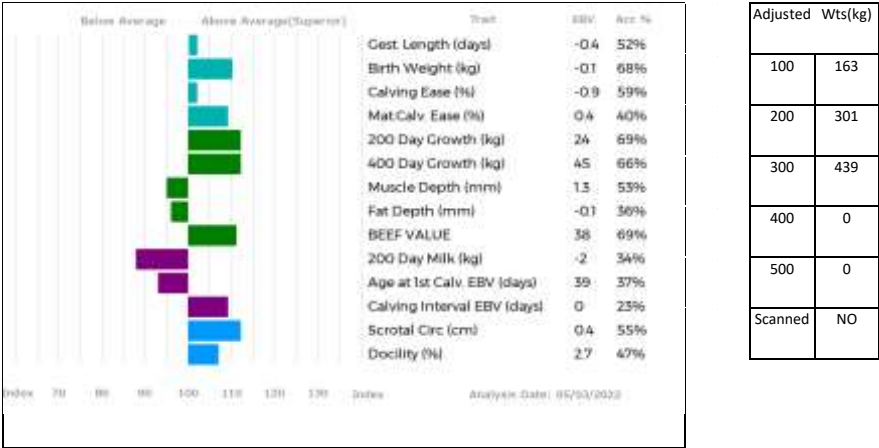 Below Average Above Average(Superior) Trait EBV Acc %
Gest. Length (days) -0.4 52%
Birth Weight (kg) -0.1 68%
Calving Ease (%) -0.9 59%
Mat.Calv. Ease (%) 0.4 40%
200 Day Growth (kg) 24 69%
400 Day Growth (kg) 45 66%
Muscle Depth (mm) 1.3 53%
Fat Depth (mm) -0.1 36%
BEEF VALUE 38 69%
200 Day Milk (kg) -2 34%
Age at 1st Calv. EBV (days) 39 37%
Calving Interval EBV (days) 0 23%
Scrotal Circ (cm) 0.4 55%
Docility (%) 2.7 47%
Index 70 80 90 100 110 120 130 Index Analysis Date: 05/03/2022
Adjusted Wts(kg)
100 163
200 301
300 439
400 0
500 0
Scanned NO